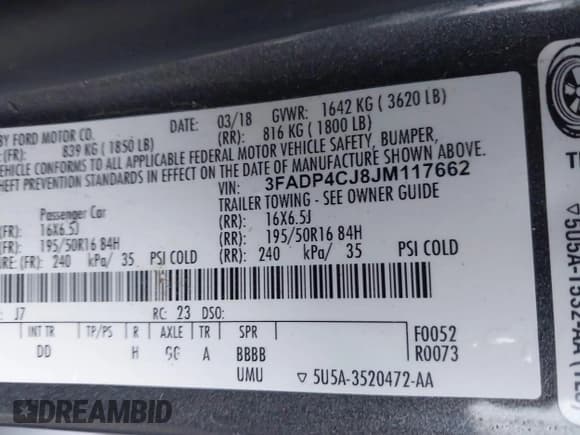 BY FORD MOTOR CO. DATE: 03/18 GVWR: 1642 KG ( 3620 LB)
(FR): 839 KG ( 1850 LB) (RR): 816 KG ( 1800 LB)
VEHICLE CONFORMS TO ALL APPLICABLE FEDERAL MOTOR VEHICLE SAFETY, BUMPER,
THEFT PREVENTION STANDARDS IN EFFECT ON THE DATE OF MANUFACTURE SHOWN ABOVE.
VIN: 3FADP4CJ8JM117662
Passenger Car TRAILER TOWING - SEE OWNER GUIDE
(FR): 16X6.5J (RR): 16X6.5J
195/50R16 84H 195/50R16 84H
(FR): 240 kPa/ 35 PSI COLD (RR): 240 kPa/ 35 PSI COLD
: J7 RC: 23 DSO:
INT TR TP/PS R AXLE TR SPR F0052
DD H A BBBB R0073
UMU ▽ 5U5A-3520472-AA
DREAMBID